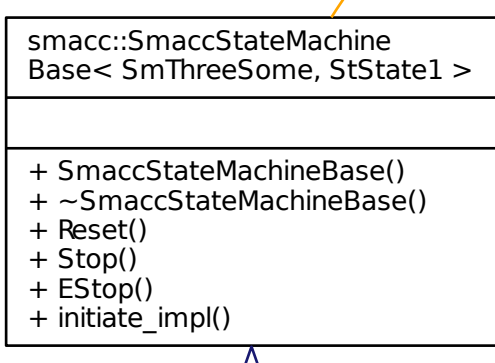 smacc::SmaccStateMachine
Base< SmThreeSome, StState1 >
+ SmaccStateMachineBase()
+ ~SmaccStateMachineBase()
+ Reset()
+ Stop()
+ EStop()
+ initiate_impl()